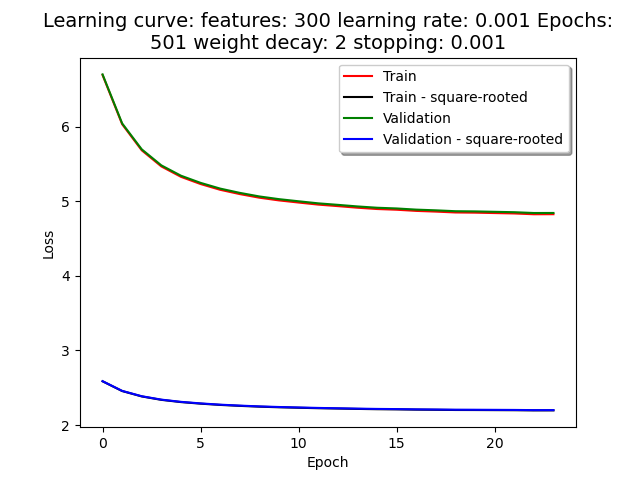 Learning curve: features: 300 learning rate: 0.001 Epochs:
501 weight decay: 2 stopping: 0.001
Train
Train - square-rooted
Validation
Validation - square-rooted
Loss
6
5
4
3
2
0
5
10
15
20
Epoch